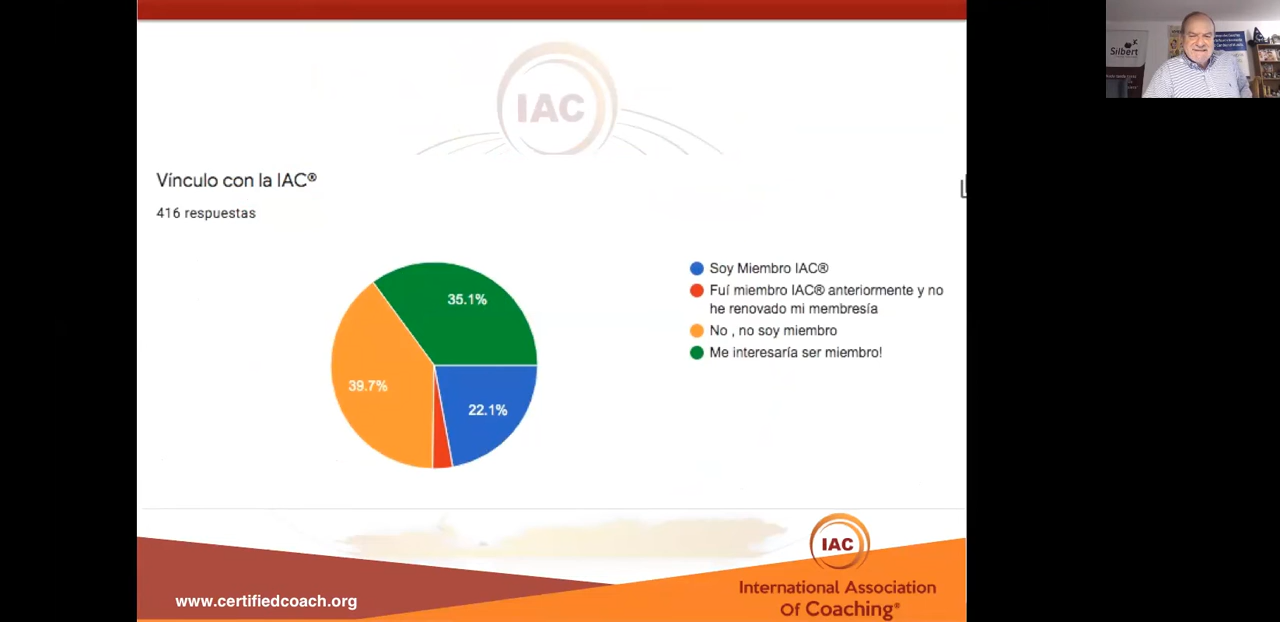 IAC
Silbert
Vínculo con la IAC®
416 respuestas
Soy Miembro IAC®
Fuí miembro IAC® anteriormente y no
he renovado mi membresía
No , no soy miembro
Me interesaría ser miembro!
35.1%
39.7%
22.1%
IAC
International Association
Of Coaching®
www.certifiedcoach.org